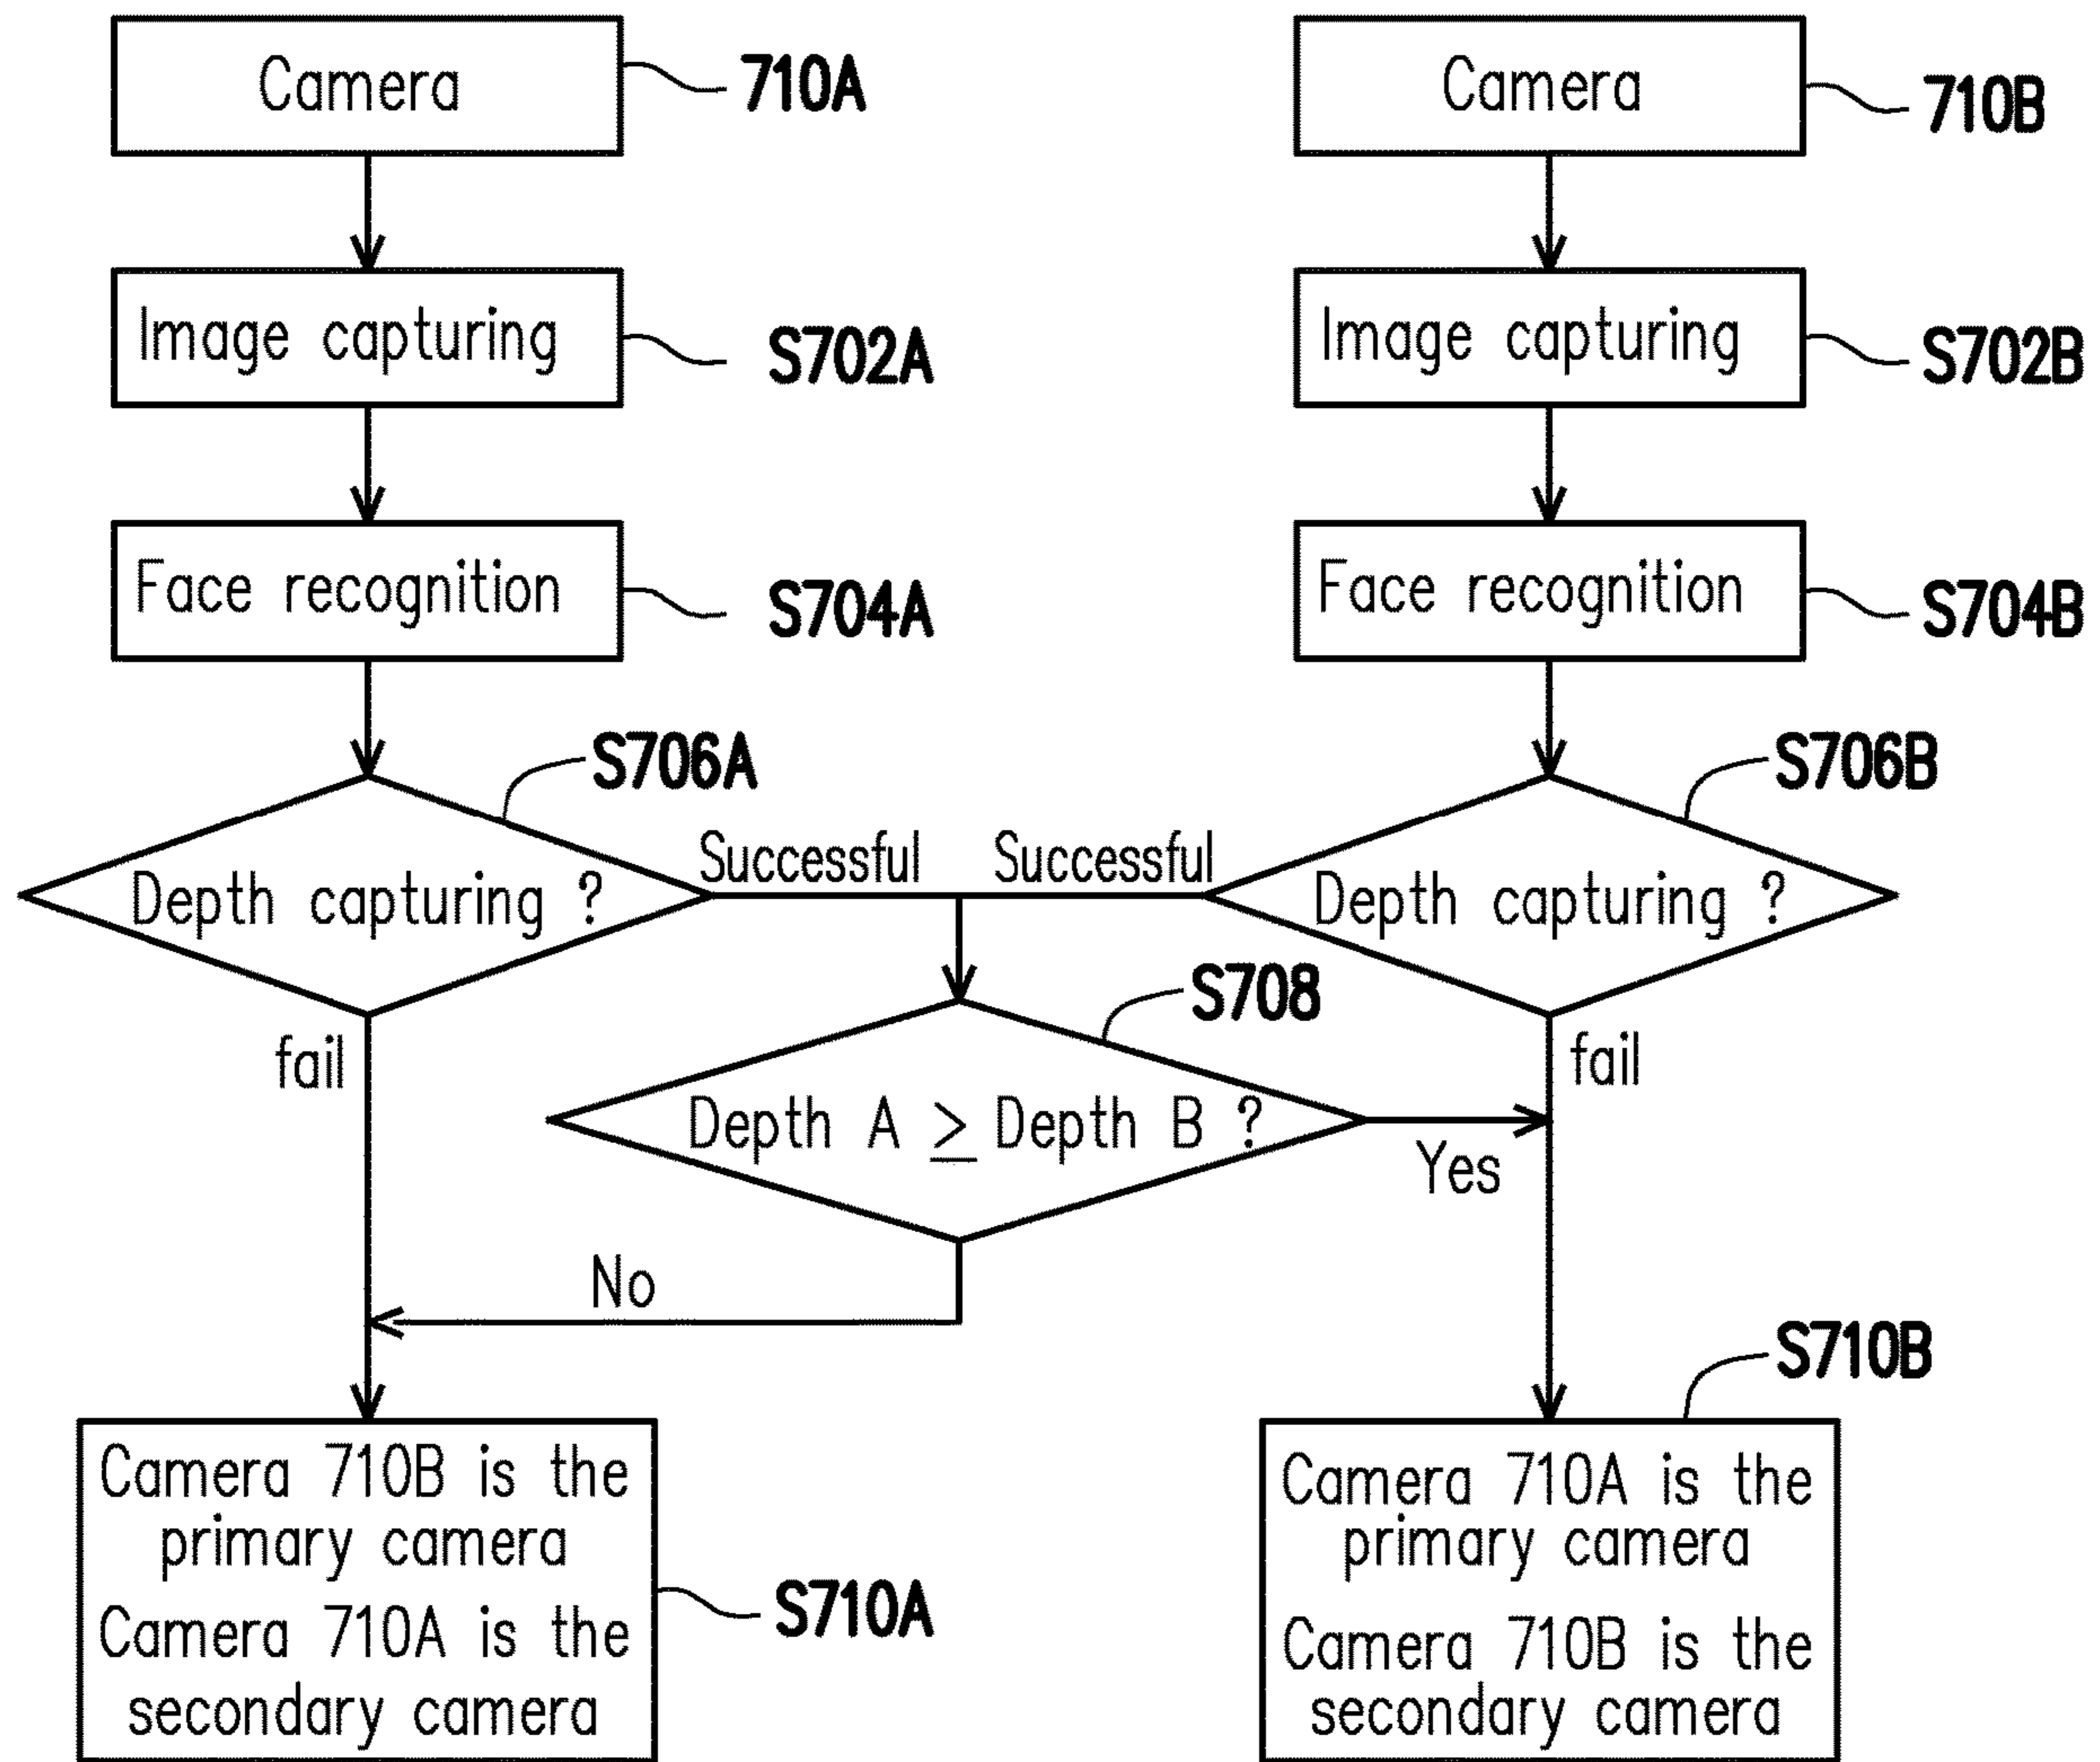 Camera
710A
Camera
710B
Image capturing
S702A
Image capturing
S702B
Face recognition
S704A
Face recognition
S704B
S706A
S706B
Successful
Successful
Depth capturing ?
Depth capturing ?
S708
fail
fail
Depth A ≥ Depth B ?
Yes
No
S710B
Camera 710B is the
primary camera
Camera 710A is the
secondary camera
S710A
Camera 710A is the
primary camera
Camera 710B is the
secondary camera